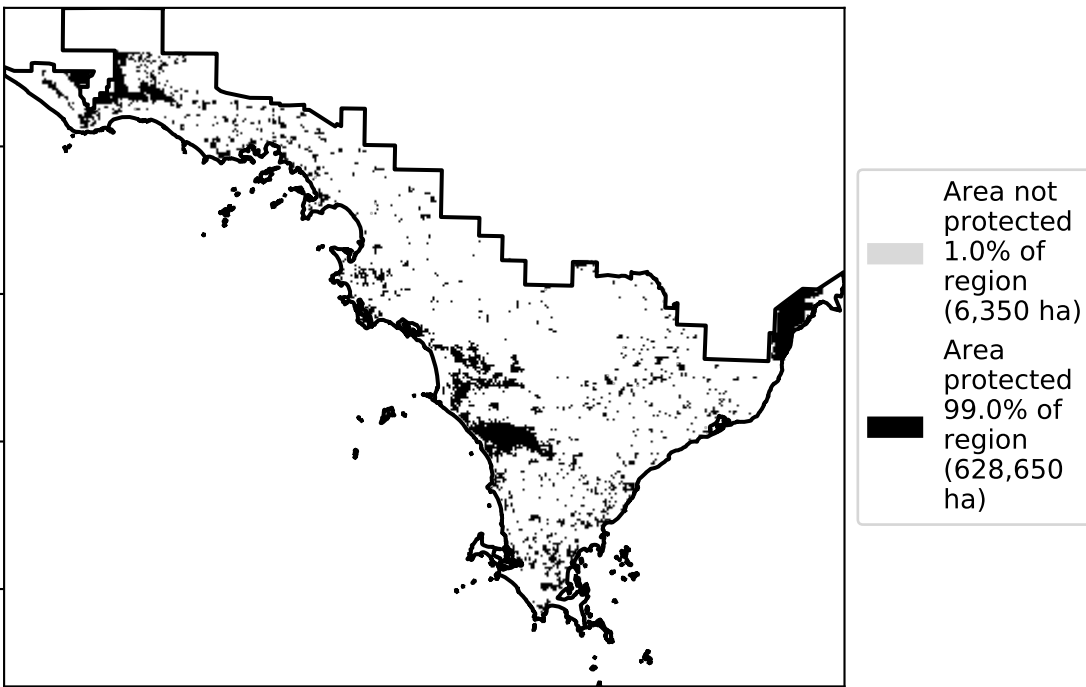 Area not
protected
1.0% of
region
(6,350 ha)
Area
protected
99.0% of
region
(628,650
ha)